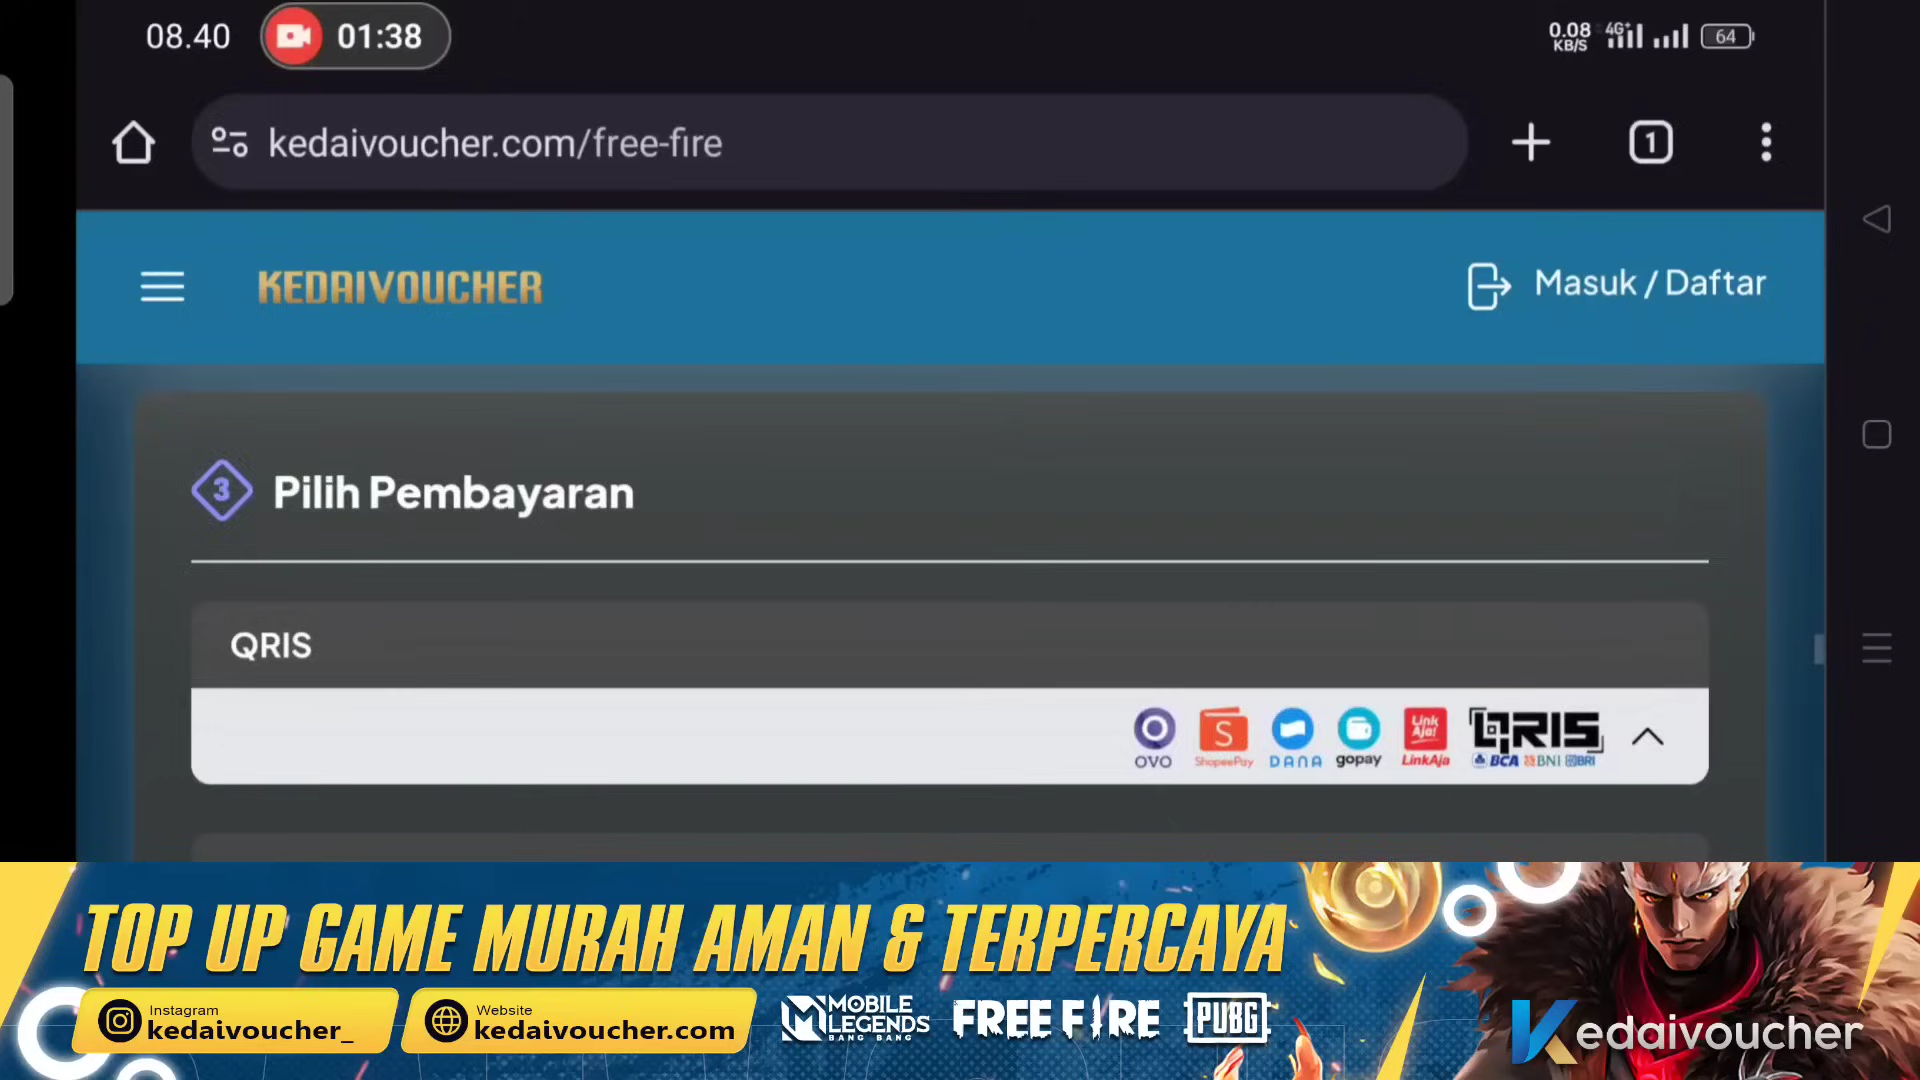 08.40
01:38
0.08
KB/S
4G+
64
kedaivoucher.com/free-fire
1
KEDAIVOUCHER
Masuk / Daftar
3
Pilih Pembayaran
QRIS
OVO
S
ShopeePay
DANA
gopay
Link
Aja!
LinkAja
QRIS
BCA BNI BRI
TOP UP GAME MURAH AMAN & TERPERCAYA
Instagram
kedaivoucher_
Website
kedaivoucher.com
MOBILE
LEGENDS
BANG BANG
FREE FIRE
PUBG
Kedaivoucher